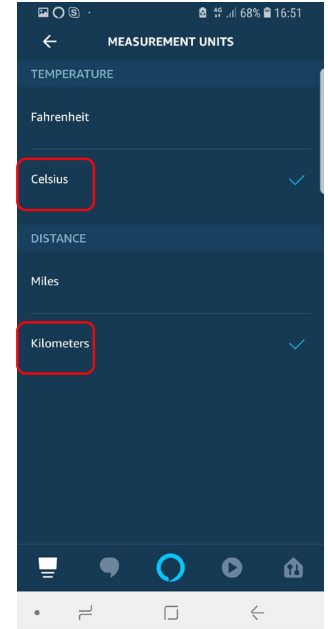 68% 16:51
MEASUREMENT UNITS
TEMPERATURE
Fahrenheit
Celsius
DISTANCE
Miles
Kilometers